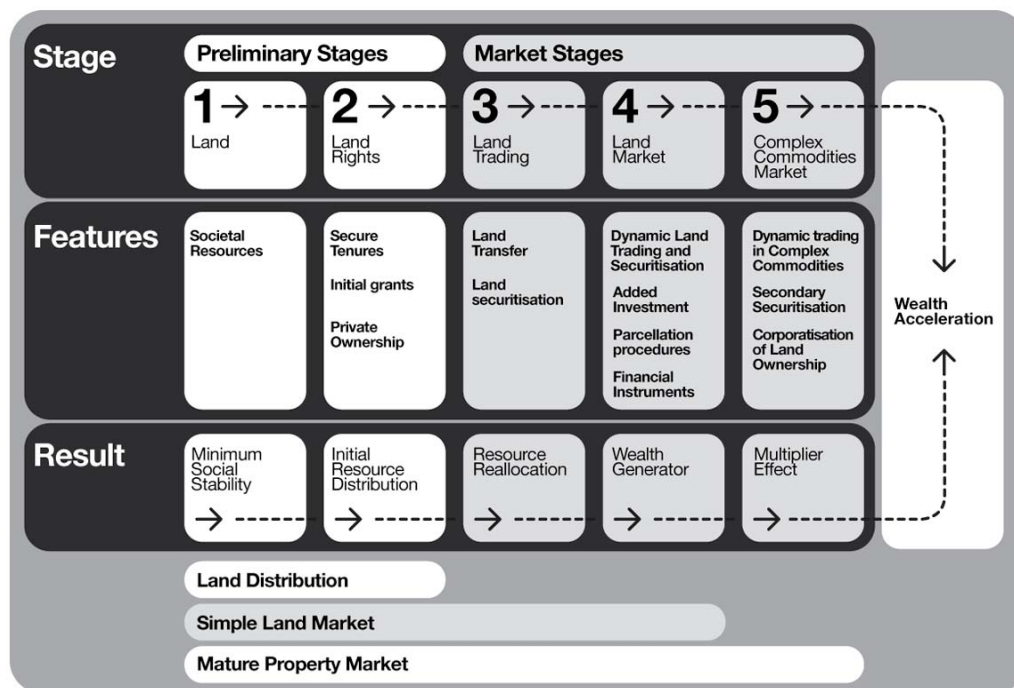 Stage
Preliminary Stages
Market Stages
1
Land
2
Land
Rights
3
Land
Trading
4
Land
Market
5
Complex
Commodities
Market
Features
Societal
Resources
Secure
Tenures
Initial grants
Private
Ownership
Land
Transfer
Land
securitisation
Dynamic Land
Trading and
Securitisation
Added
Investment
Parcellation
procedures
Financial
Instruments
Dynamic trading
in Complex
Commodities
Secondary
Securitisation
Corporatisation
of Land
Ownership
Wealth
Acceleration
Result
Minimum
Social
Stability
Initial
Resource
Distribution
Resource
Reallocation
Wealth
Generator
Multiplier
Effect
Land Distribution
Simple Land Market
Mature Property Market